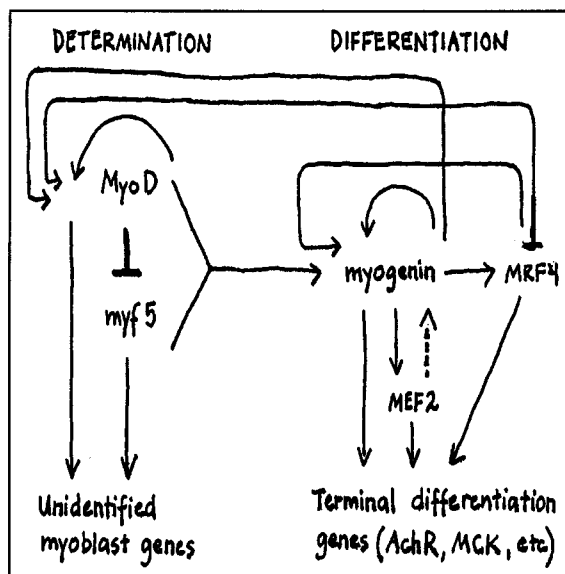 DETERMINATION
DIFFERENTIATION
MyoD
myf5
myogenin
MRF4
MEF2
Unidentified
myoblast genes
Terminal differentiation
genes (AchR, MCK, etc)